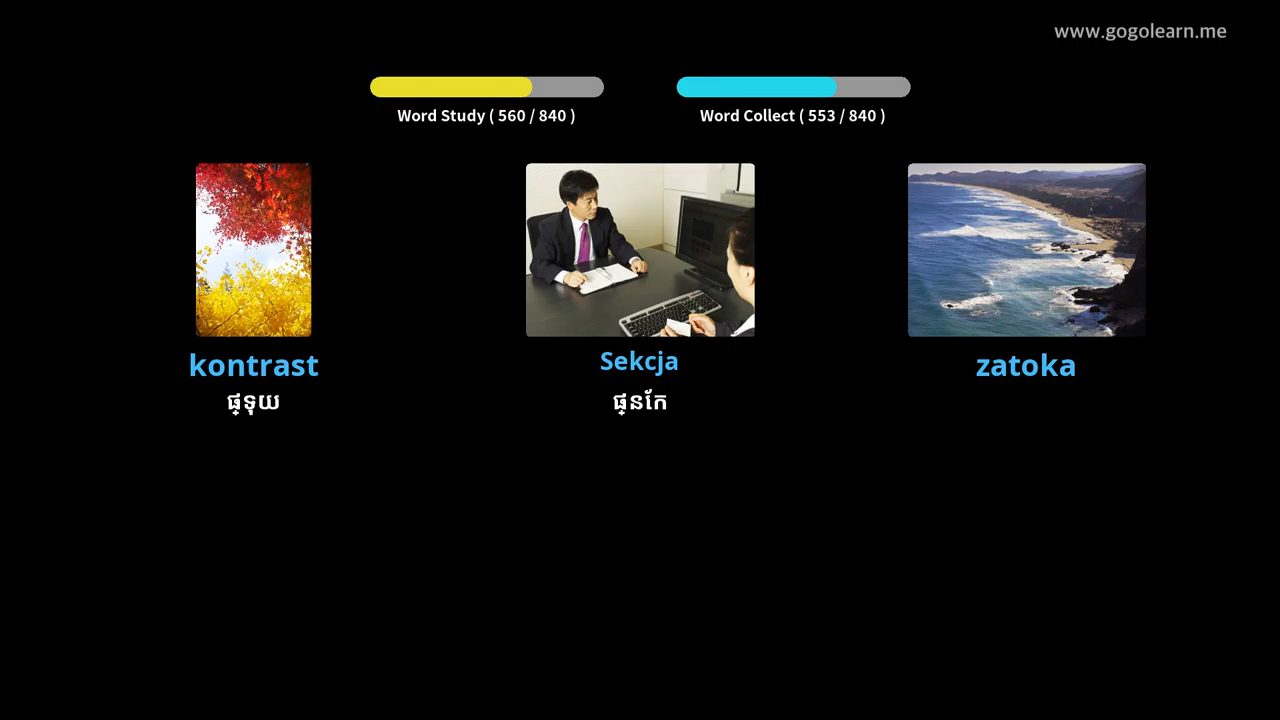 www.gogolearn.me
Word Study ( 560 / 840 )
Word Collect ( 553 / 840 )
kontrast
ផ្ទុយ
Sekcja
ផ្នែក
zatoka